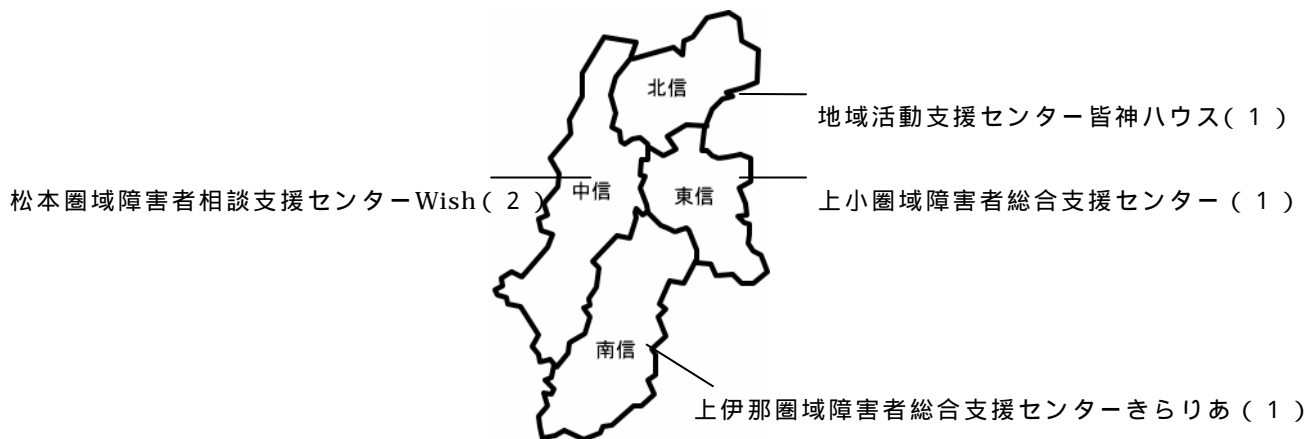 北信
地域活動支援センター皆神ハウス(１)
松本圏域障害者相談支援センターWish(２)
中信
東信
上小圏域障害者総合支援センター(１)
南信
上伊那圏域障害者総合支援センターきらりあ(１)